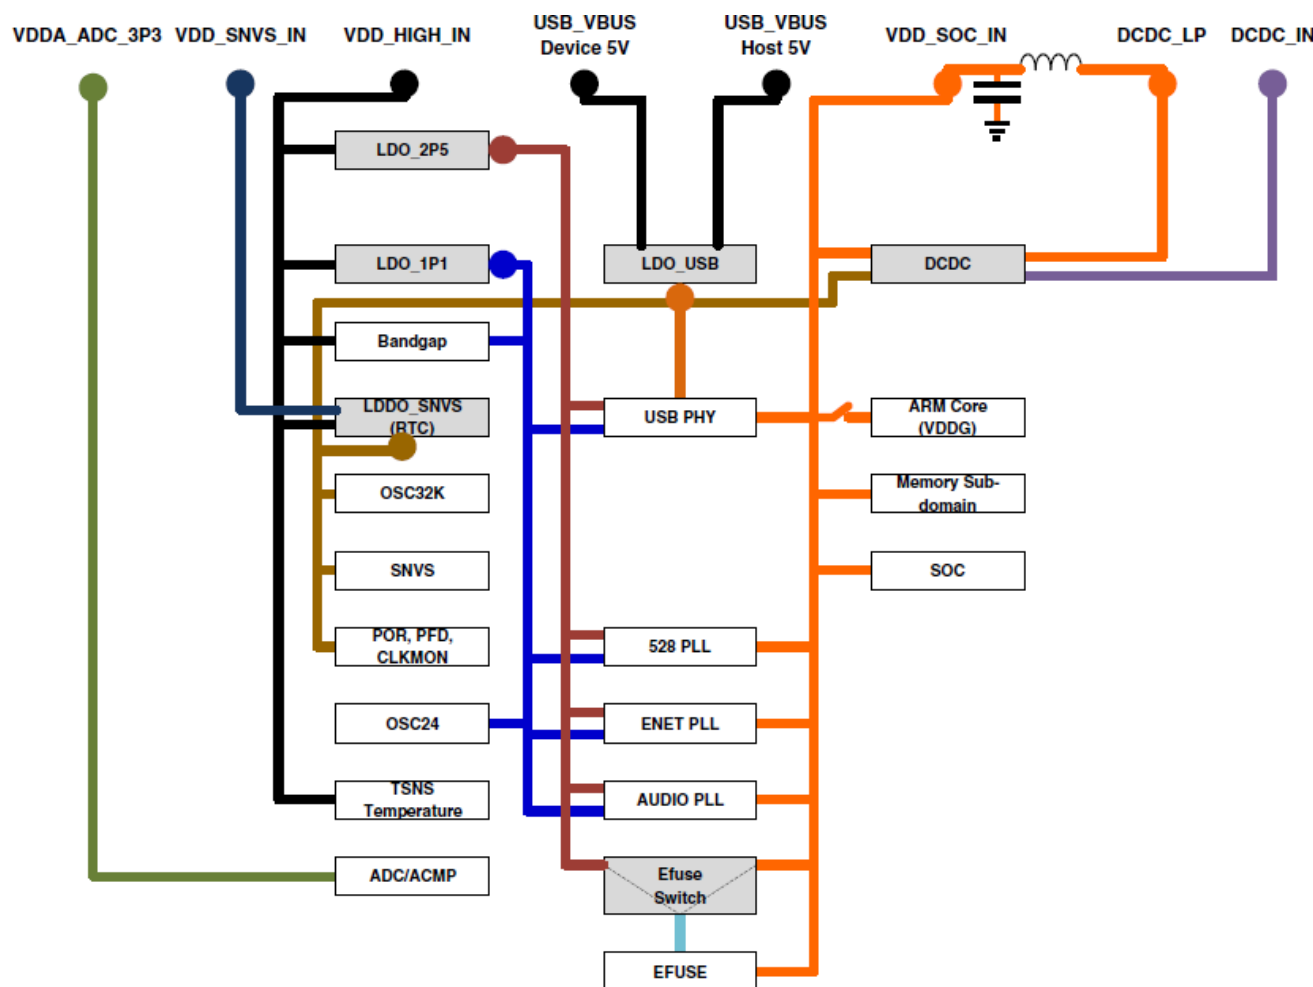 VDDA_ADC_3P3 VDD_SNVS_IN VDD_HIGH_IN USB_VBUS USB_VBUS VDD_SOC_IN DCDC_LP DCDC_IN
Device 5V Host 5V
LDO_2P5
LDO_1P1 LDO_USB DCDC
Bandgap
LDDO_SNVS USB PHY ARM Core
(RTC) (VDDG)
OSC32K Memory Sub-
domain
SNVS SOC
POR, PFD, 528 PLL
CLKMON
OSC24 ENET PLL
TSNS AUDIO PLL
Temperature
ADC/ACMP Efuse
Switch
EFUSE